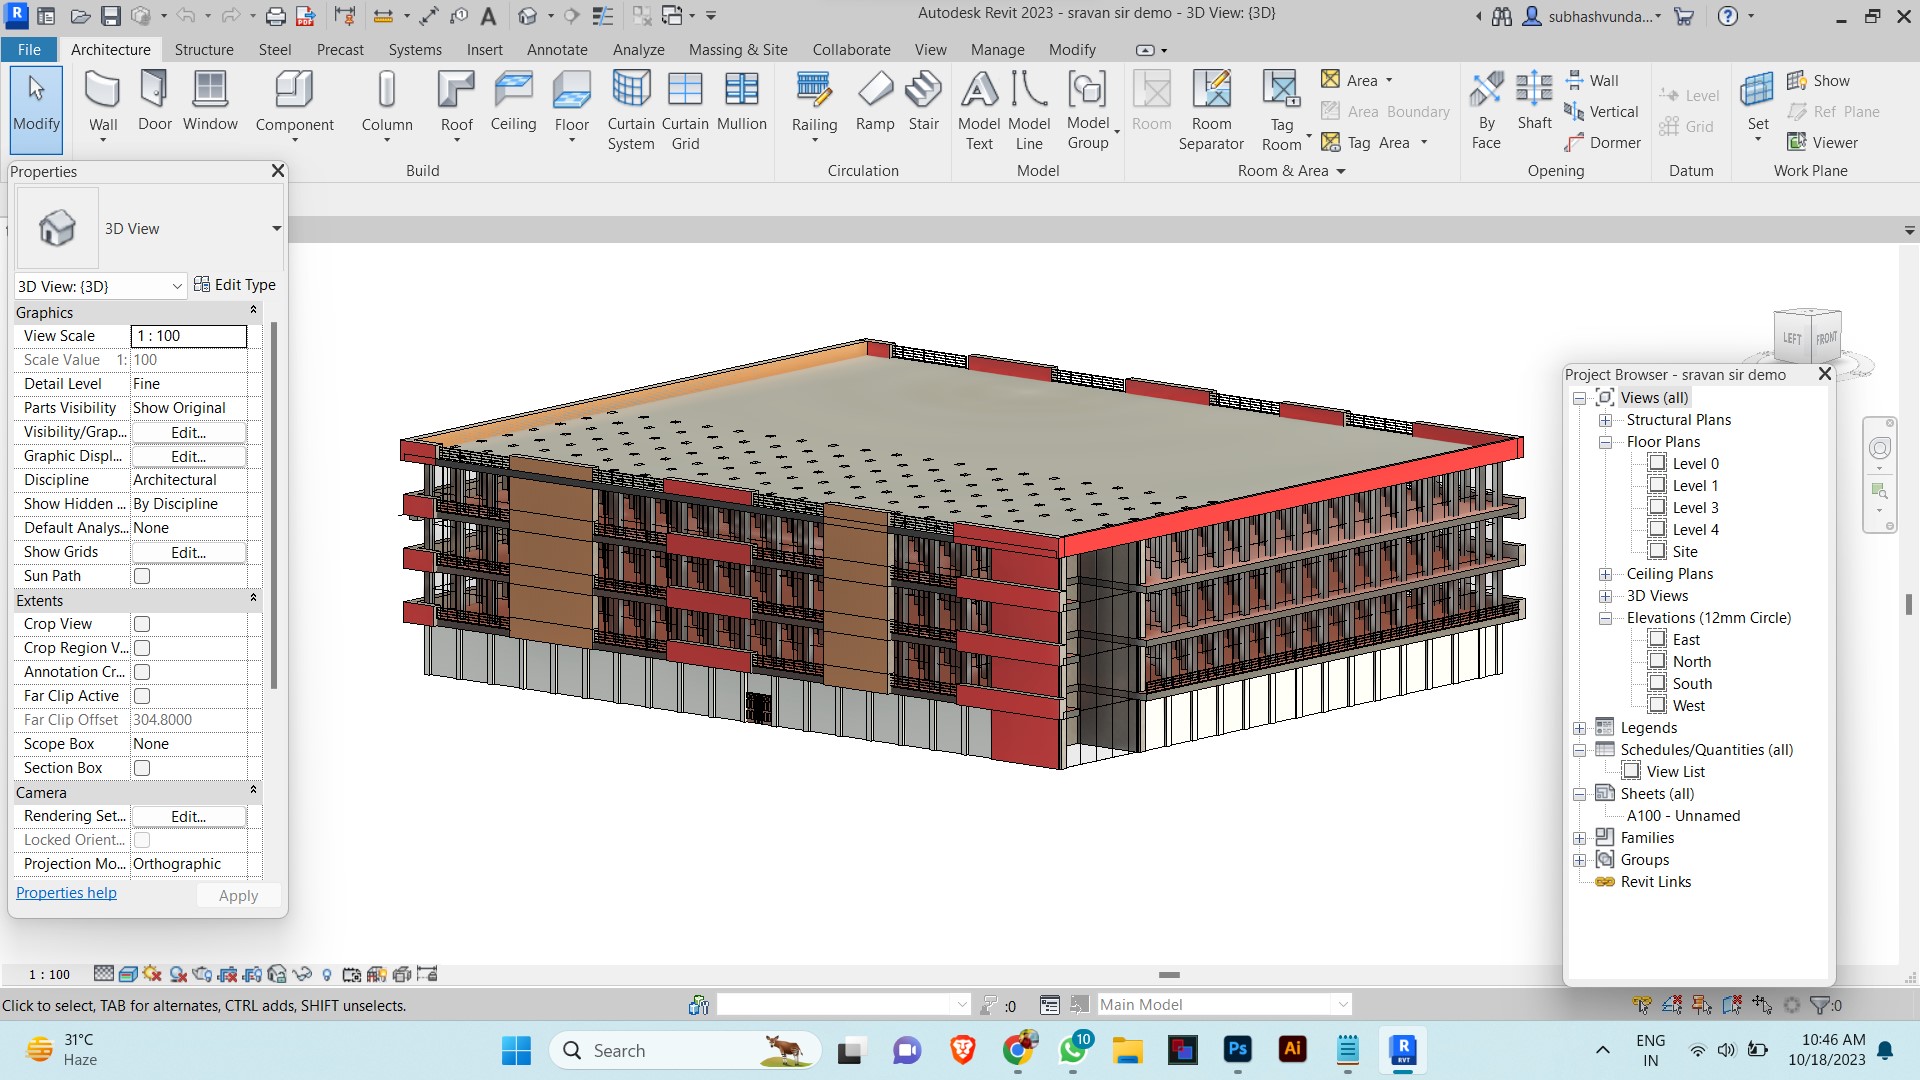 Autodesk Revit 2023 - sravan sir demo - 3D View: {3D}
subhashvunda...
File Architecture Structure Steel Precast Systems Insert Annotate Analyze Massing & Site Collaborate View Manage Modify
Modify
Wall Door Window Component Column Roof Ceiling Floor Curtain System Curtain Grid Mullion
Build
Railing Ramp Stair
Circulation
Model Text Model Line Model Group
Model
Room Room Separator Tag Room
Area
Area Boundary
Tag Area
Room & Area
By Face Shaft
Wall
Vertical
Dormer
Opening
Level
Grid
Datum
Set
Show
Ref Plane
Viewer
Work Plane
Properties
3D View
3D View: {3D} Edit Type
Graphics
View Scale 1 : 100
Scale Value 1: 100
Detail Level Fine
Parts Visibility Show Original
Visibility/Grap... Edit...
Graphic Displ... Edit...
Discipline Architectural
Show Hidden ... By Discipline
Default Analys... None
Show Grids Edit...
Sun Path
Extents
Crop View
Crop Region V...
Annotation Cr...
Far Clip Active
Far Clip Offset 304.8000
Scope Box None
Section Box
Camera
Rendering Set... Edit...
Locked Orient...
Projection Mo... Orthographic
Properties help Apply
LEFT FRONT
Project Browser - sravan sir demo
Views (all)
Structural Plans
Floor Plans
Level 0
Level 1
Level 3
Level 4
Site
Ceiling Plans
3D Views
Elevations (12mm Circle)
East
North
South
West
Legends
Schedules/Quantities (all)
View List
Sheets (all)
A100 - Unnamed
Families
Groups
Revit Links
1 : 100
Click to select, TAB for alternates, CTRL adds, SHIFT unselects.
:0
Main Model
:0
31°C
Haze
Search
10
Ps
Ai
R
RVT
ENG
IN
10:46 AM
10/18/2023